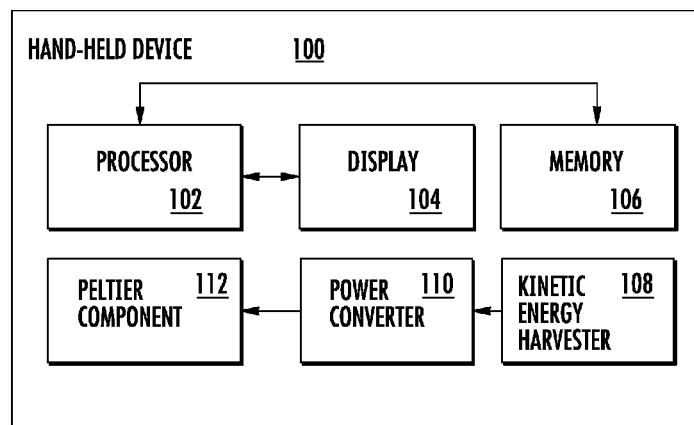 HAND-HELD DEVICE 100
PROCESSOR
102
DISPLAY
104
MEMORY
106
PELTIER
COMPONENT
112
POWER
CONVERTER
110
KINETIC
ENERGY
HARVESTER
108